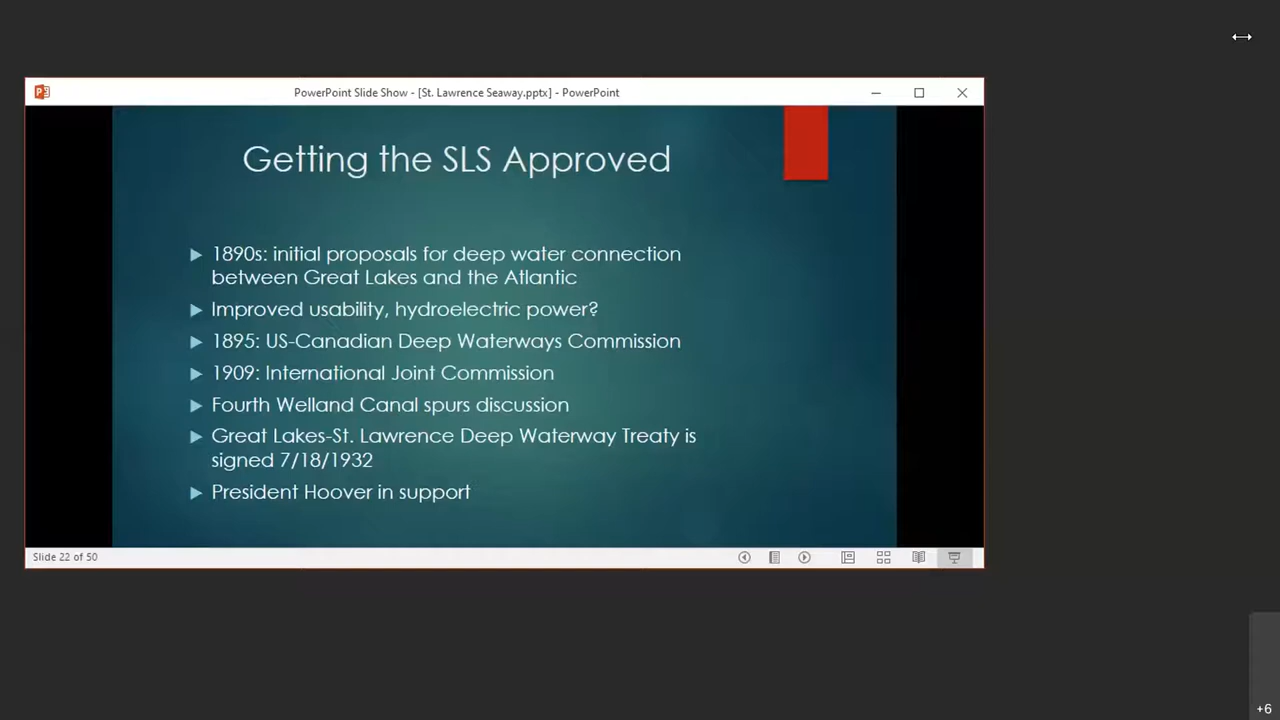 PowerPoint Slide Show - [St. Lawrence Seaway.pptx] - PowerPoint
Getting the SLS Approved
1890s: initial proposals for deep water connection
between Great Lakes and the Atlantic
Improved usability, hydroelectric power?
1895: US-Canadian Deep Waterways Commission
1909: International Joint Commission
Fourth Welland Canal spurs discussion
Great Lakes-St. Lawrence Deep Waterway Treaty is
signed 7/18/1932
President Hoover in support
Slide 22 of 50
+6